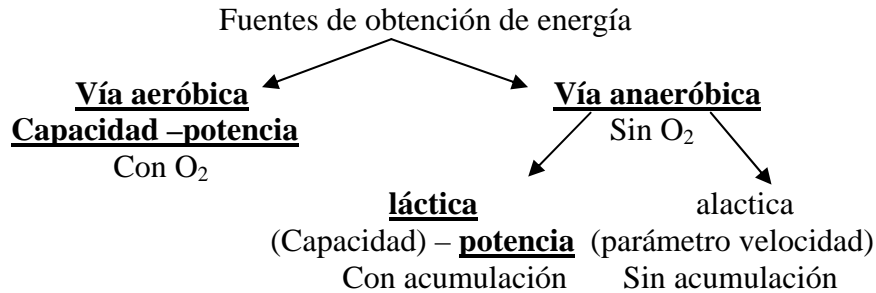 Fuentes de obtención de energía
Vía aeróbica
Capacidad –potencia
Con O₂
Vía anaeróbica
Sin O₂
láctica
(Capacidad) – potencia
Con acumulación
alactica
(parámetro velocidad)
Sin acumulación